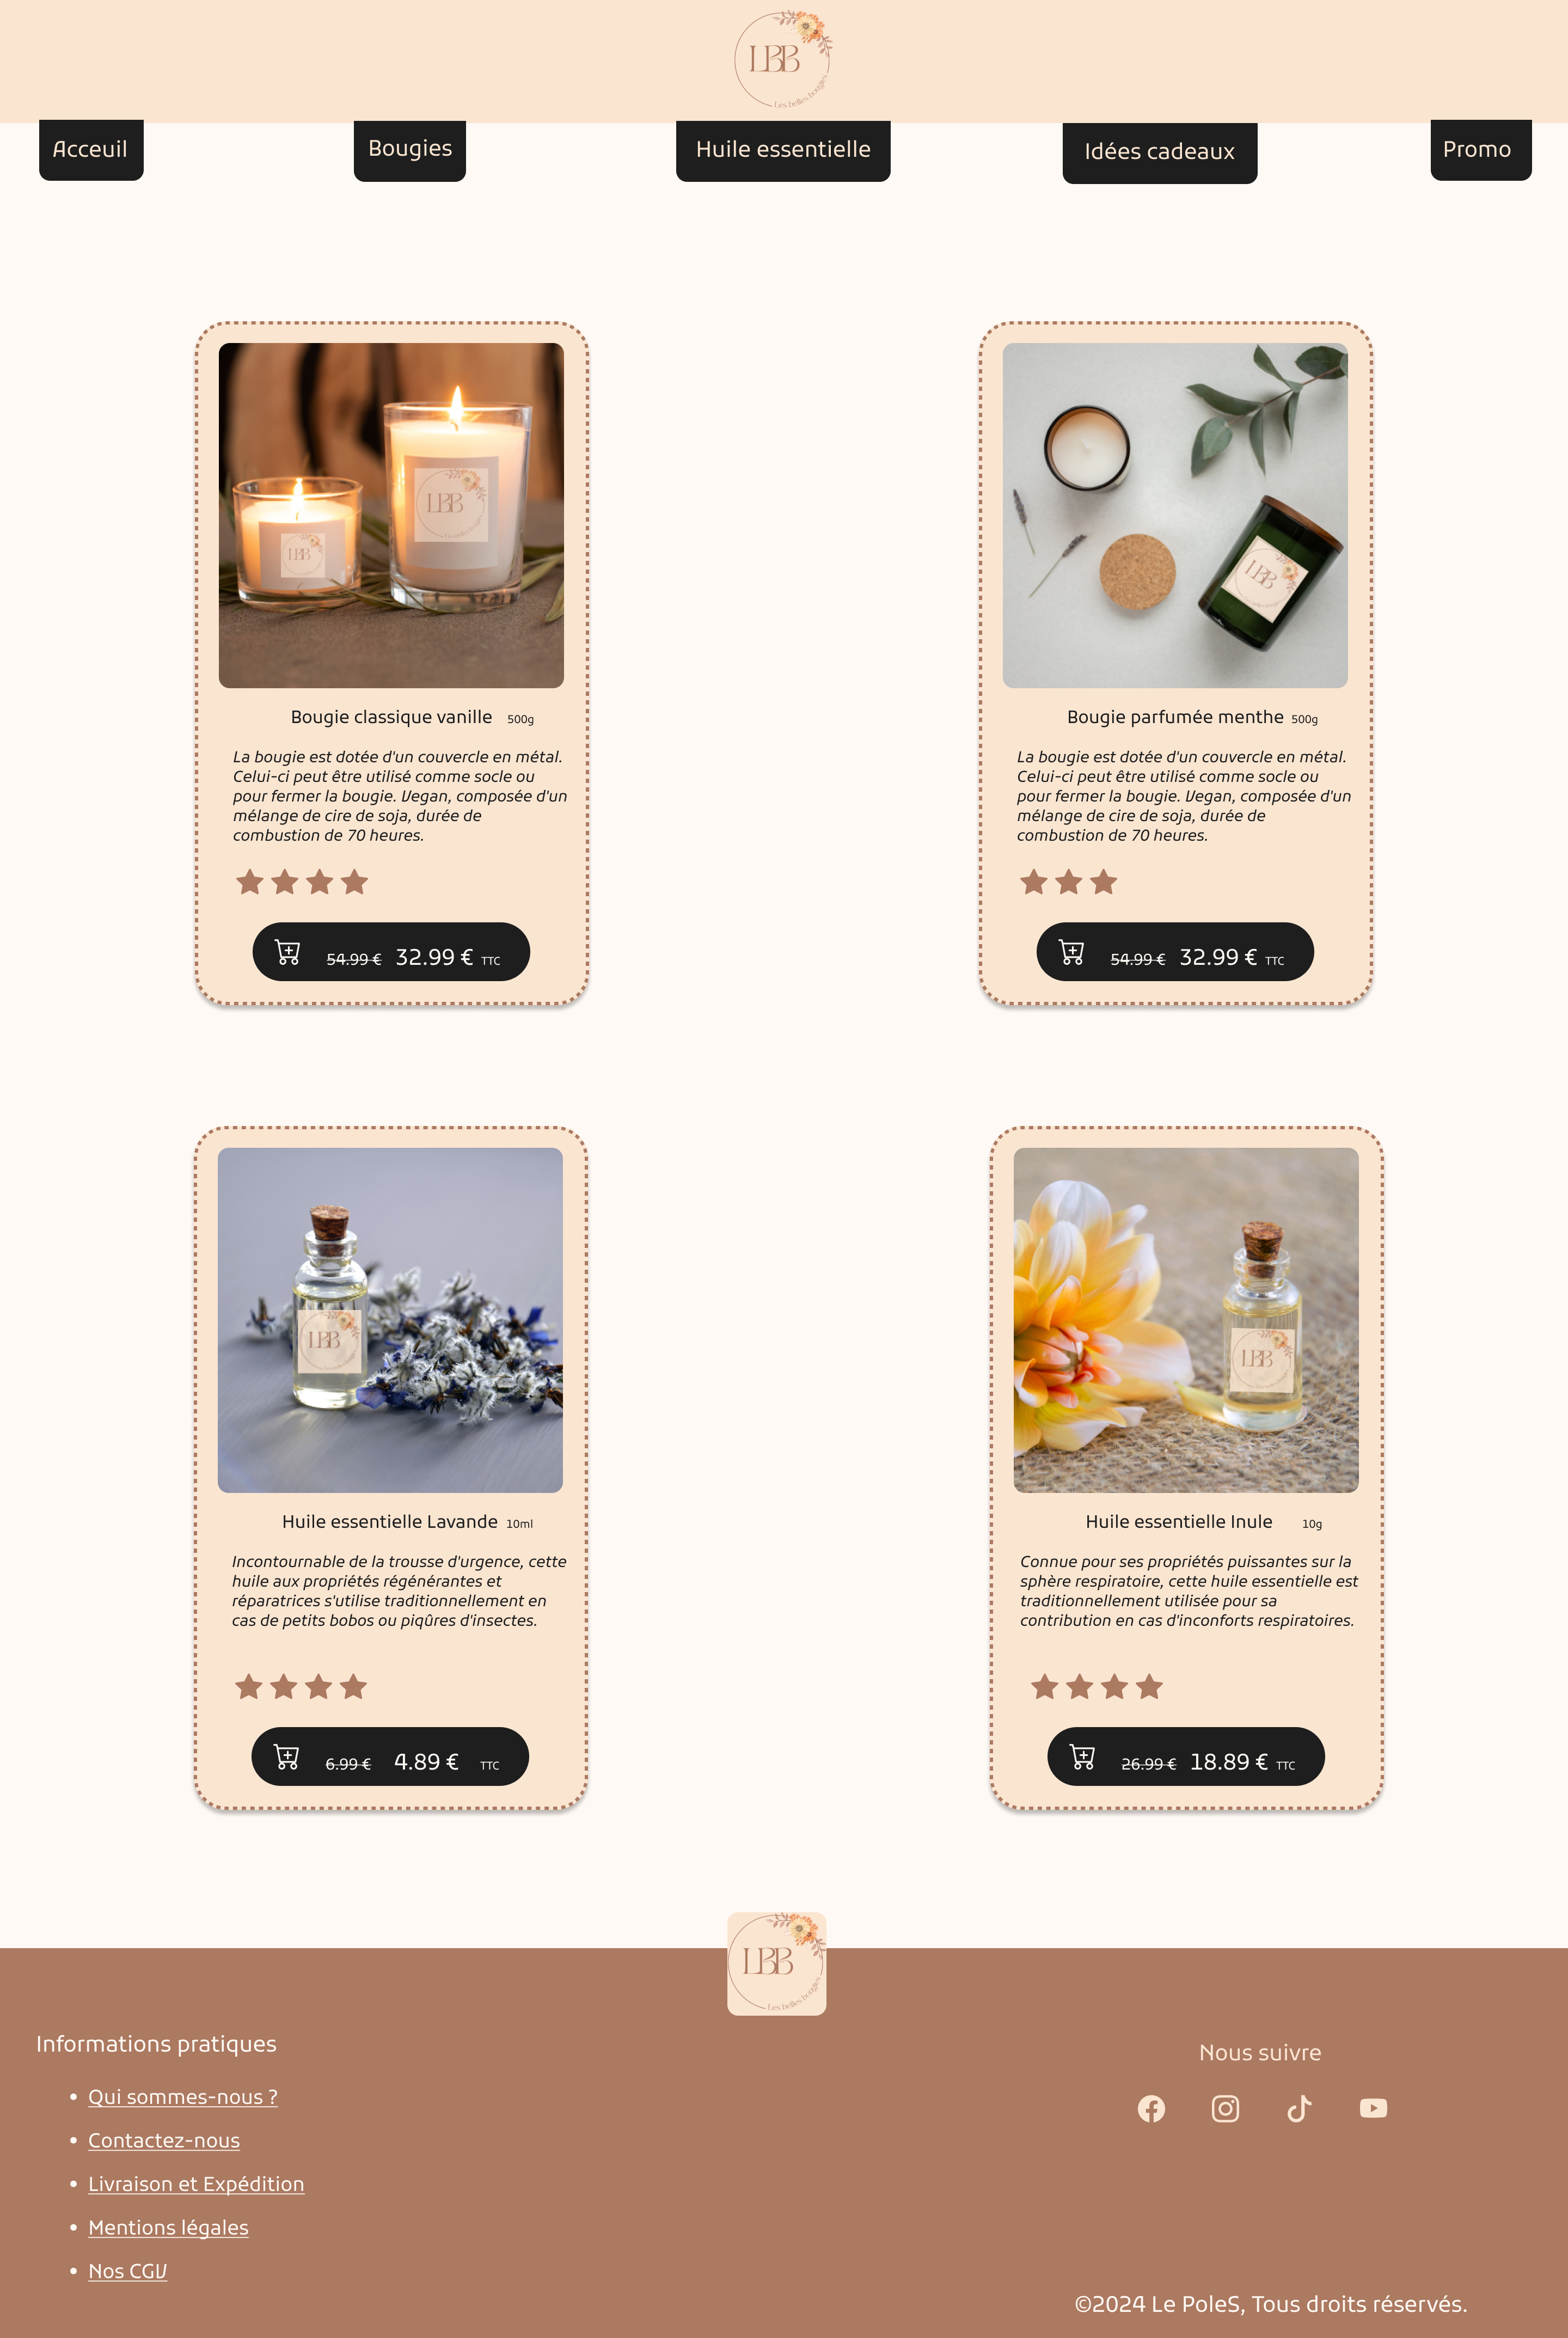 LBB
Les belles bougies
Acceuil
Bougies
Huile essentielle
Idées cadeaux
Promo
LBB
Les belles bougies
LBB
LBB
Bougie classique vanille 500g
La bougie est dotée d'un couvercle en métal.
Celui-ci peut être utilisé comme socle ou
pour fermer la bougie. Vegan, composée d'un
mélange de cire de soja, durée de
combustion de 70 heures.
54.99 € 32.99 € TTC
Bougie parfumée menthe 500g
La bougie est dotée d'un couvercle en métal.
Celui-ci peut être utilisé comme socle ou
pour fermer la bougie. Vegan, composée d'un
mélange de cire de soja, durée de
combustion de 70 heures.
54.99 € 32.99 € TTC
LBB
LBB
Huile essentielle Lavande 10ml
Incontournable de la trousse d'urgence, cette
huile aux propriétés régénérantes et
réparatrices s'utilise traditionnellement en
cas de petits bobos ou piqûres d'insectes.
6.99 € 4.89 € TTC
Huile essentielle Inule 10g
Connue pour ses propriétés puissantes sur la
sphère respiratoire, cette huile essentielle est
traditionnellement utilisée pour sa
contribution en cas d'inconforts respiratoires.
26.99 € 18.89 € TTC
LBB
Les belles bougies
Informations pratiques
Qui sommes-nous ?
Contactez-nous
Livraison et Expédition
Mentions légales
Nos CGV
Nous suivre
©2024 Le PoleS, Tous droits réservés.